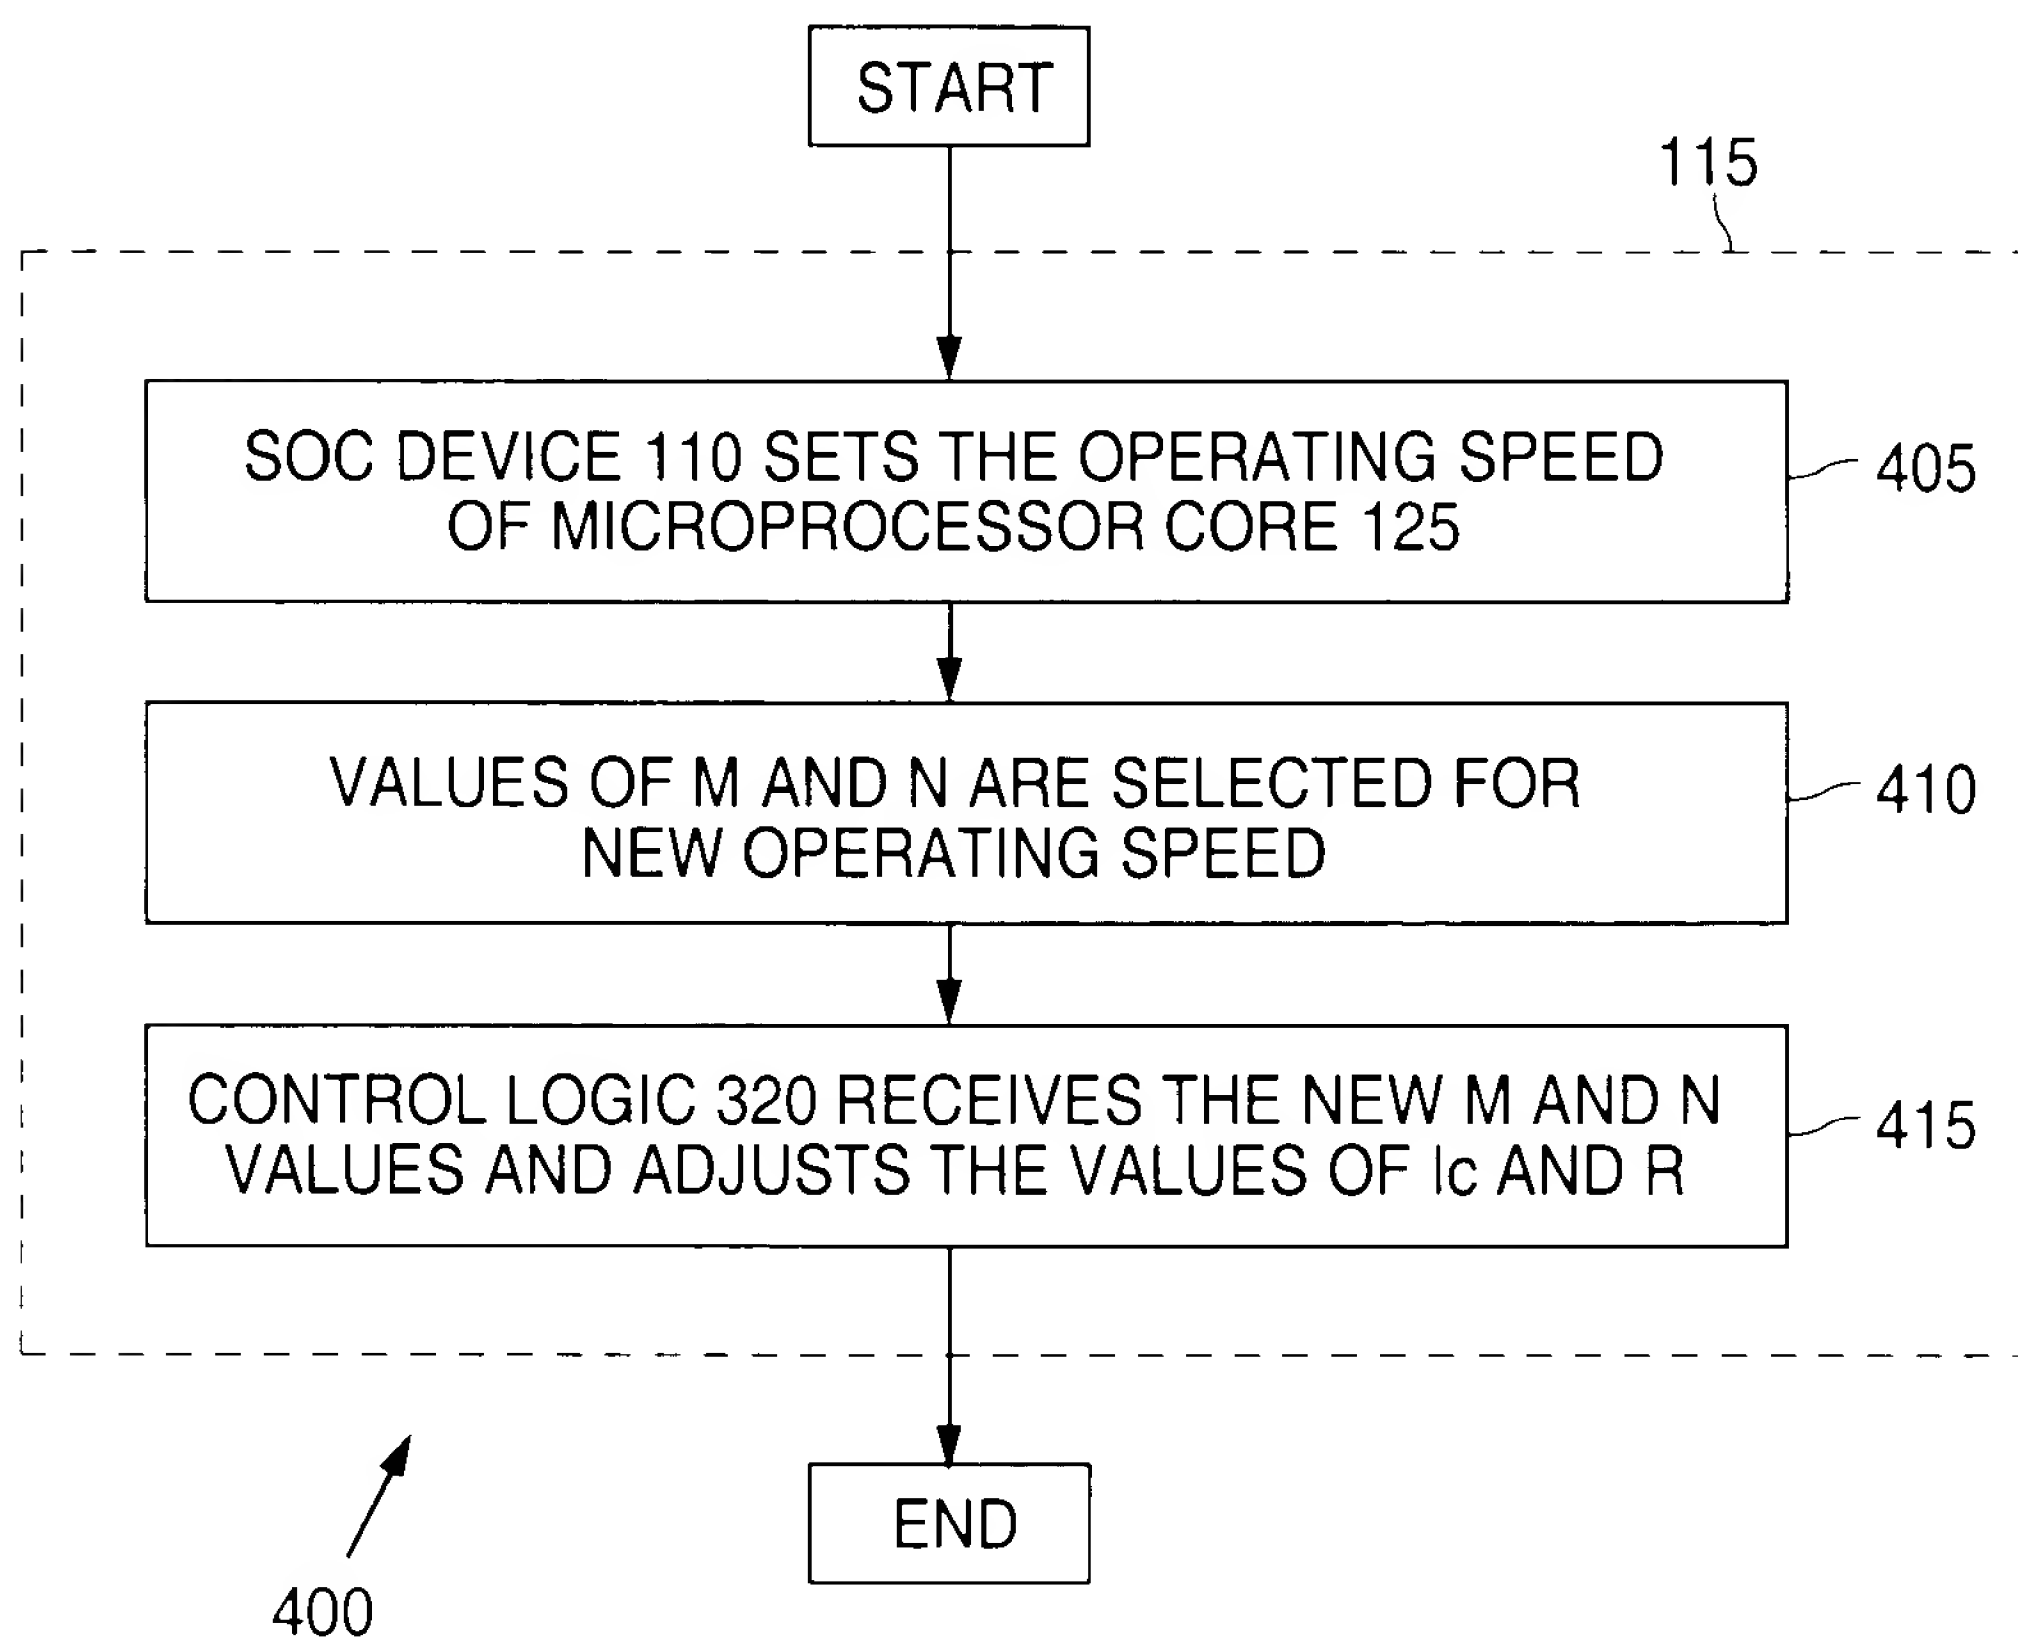 START
115
SOC DEVICE 110 SETS THE OPERATING SPEED
OF MICROPROCESSOR CORE 125
405
VALUES OF M AND N ARE SELECTED FOR
NEW OPERATING SPEED
410
CONTROL LOGIC 320 RECEIVES THE NEW M AND N
VALUES AND ADJUSTS THE VALUES OF Ic AND R
415
END
400